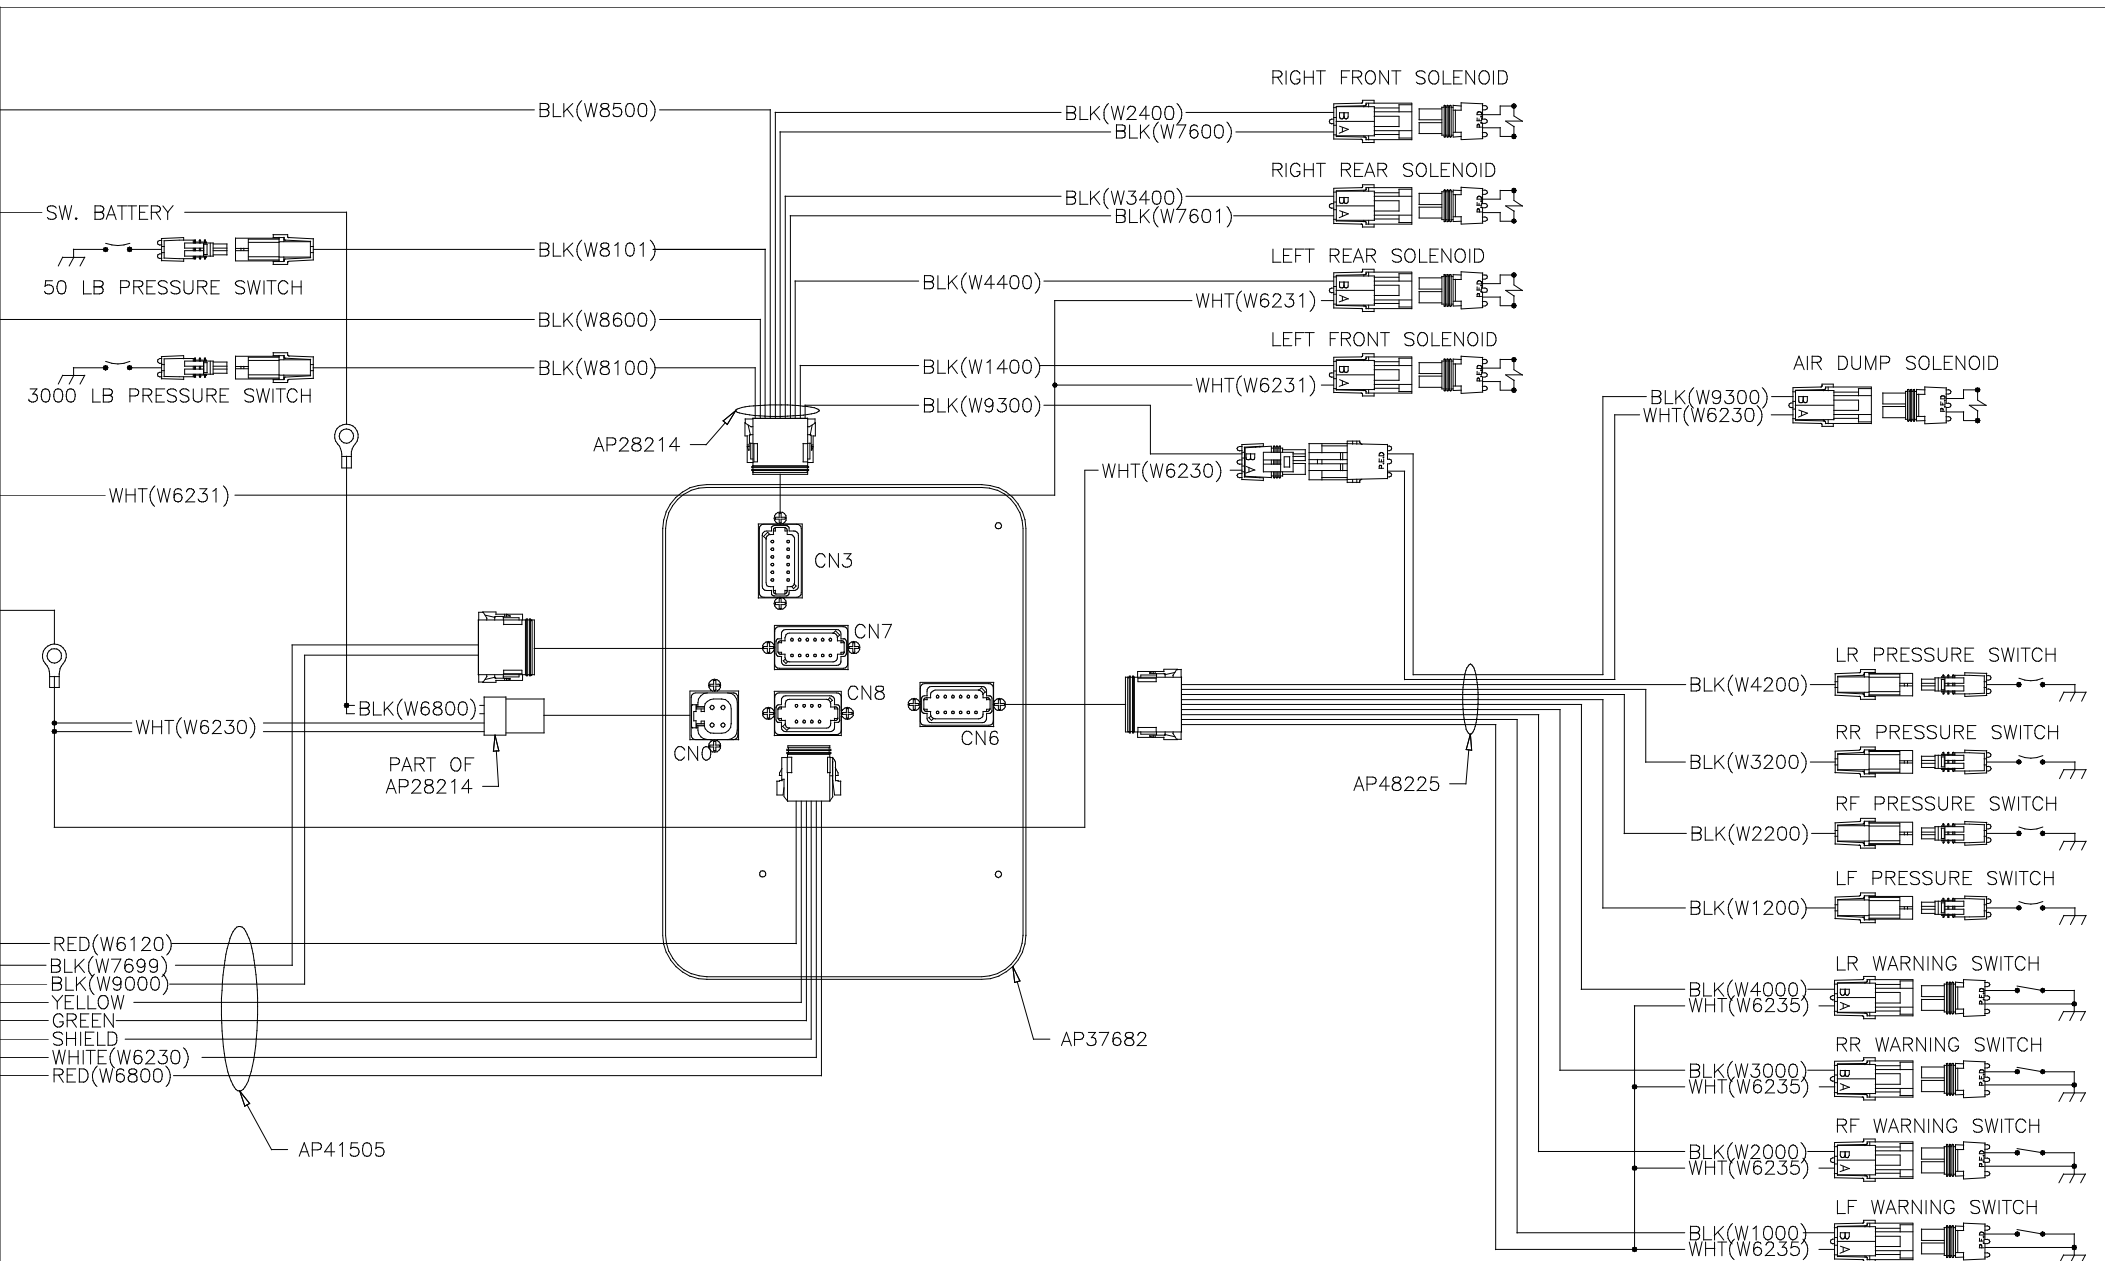 RIGHT FRONT SOLENOID
BLK(W8500)
BLK(W2400)
B
A
P.E.D
BLK(W7600)
RIGHT REAR SOLENOID
BLK(W3400)
B
A
P.E.D
BLK(W7601)
SW. BATTERY
BLK(W8101)
50 LB PRESSURE SWITCH
LEFT REAR SOLENOID
BLK(W4400)
B
A
P.E.D
WHT(W6231)
BLK(W8600)
LEFT FRONT SOLENOID
BLK(W8100)
BLK(W1400)
B
A
P.E.D
WHT(W6231)
3000 LB PRESSURE SWITCH
AIR DUMP SOLENOID
BLK(W9300)
BLK(W9300)
B
A
P.E.D
WHT(W6230)
AP28214
WHT(W6230)
B
A
P.E.D
WHT(W6231)
CN3
CN7
CN8
CN0
CN6
BLK(W6800)
WHT(W6230)
PART OF
AP28214
LR PRESSURE SWITCH
BLK(W4200)
RR PRESSURE SWITCH
BLK(W3200)
AP48225
RF PRESSURE SWITCH
BLK(W2200)
LF PRESSURE SWITCH
BLK(W1200)
RED(W6120)
BLK(W7699)
BLK(W9000)
YELLOW
GREEN
SHIELD
WHITE(W6230)
RED(W6800)
AP37682
AP41505
LR WARNING SWITCH
BLK(W4000)
B
A
P.E.D
WHT(W6235)
RR WARNING SWITCH
BLK(W3000)
B
A
P.E.D
WHT(W6235)
RF WARNING SWITCH
BLK(W2000)
B
A
P.E.D
WHT(W6235)
LF WARNING SWITCH
BLK(W1000)
B
A
P.E.D
WHT(W6235)